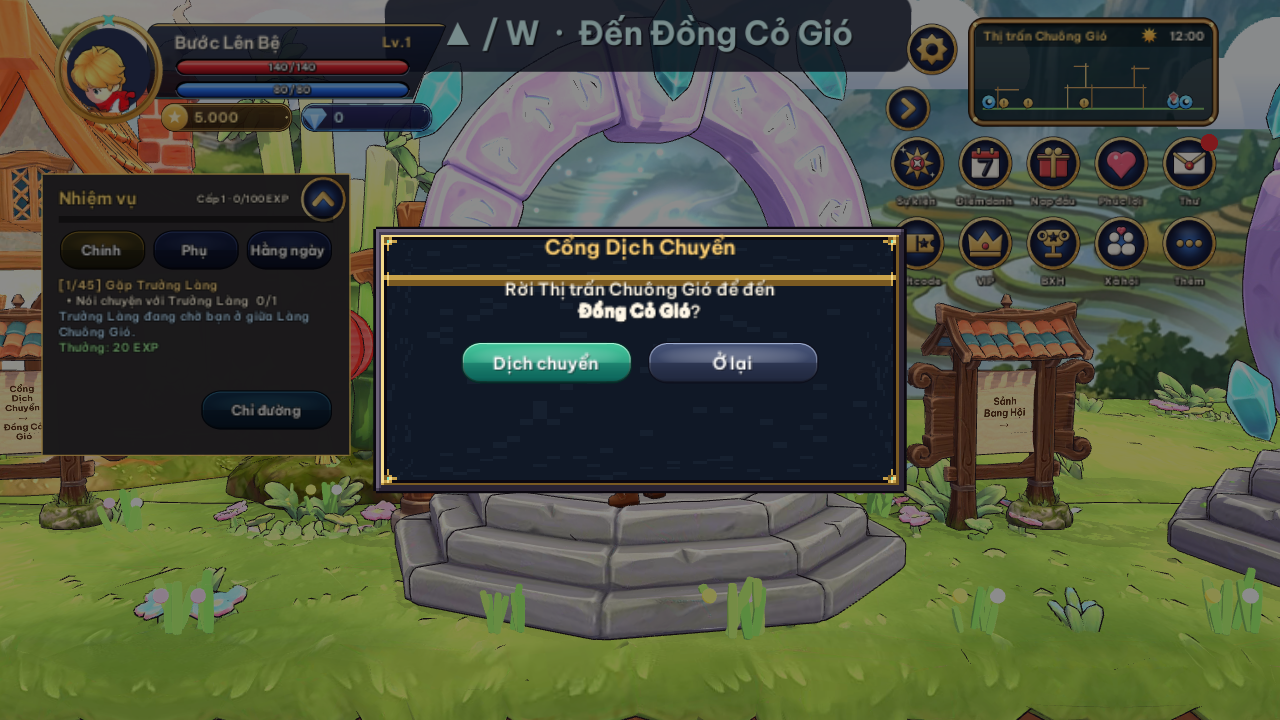 ▲ / W · Đến Đồng Cỏ Gió
Bước Lên Bệ
Lv.1
140/140
80/80
5.000
0
Thị trấn Chuông Gió
12:00
7
Sự kiện
Điểm danh
Nạp đầu
Phúc lợi
Thư
VIP
BXH
Xã hội
Thêm
Nhiệm vụ
Cấp 1 · 0/100 EXP
Chính
Phụ
Hằng ngày
[1/45] Gặp Trưởng Làng
• Nói chuyện với Trưởng Làng 0/1
Trưởng Làng đang chờ bạn ở giữa Làng
Chuông Gió.
Thưởng: 20 EXP
Chỉ đường
Cổng Dịch Chuyển
Rời Thị trấn Chuông Gió để đến
Đồng Cỏ Gió?
Dịch chuyển
Ở lại
Cổng
Dịch
Chuyển
→
Đồng Cỏ
Gió
Sảnh
Bang Hội
→